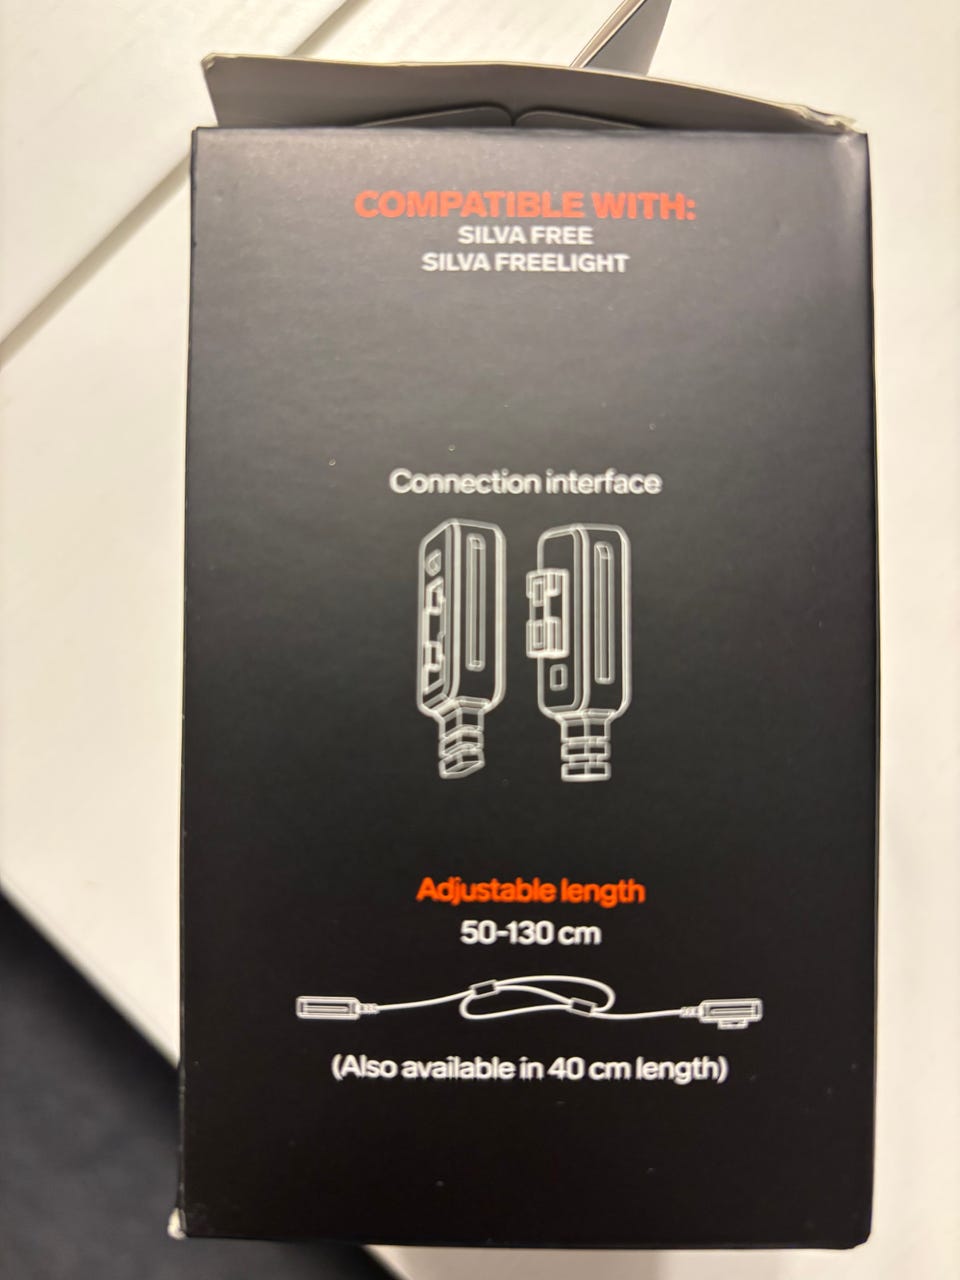 COMPATIBLE WITH:
SILVA FREE
SILVA FREELIGHT
Connection interface
Adjustable length
50-130 cm
(Also available in 40 cm length)